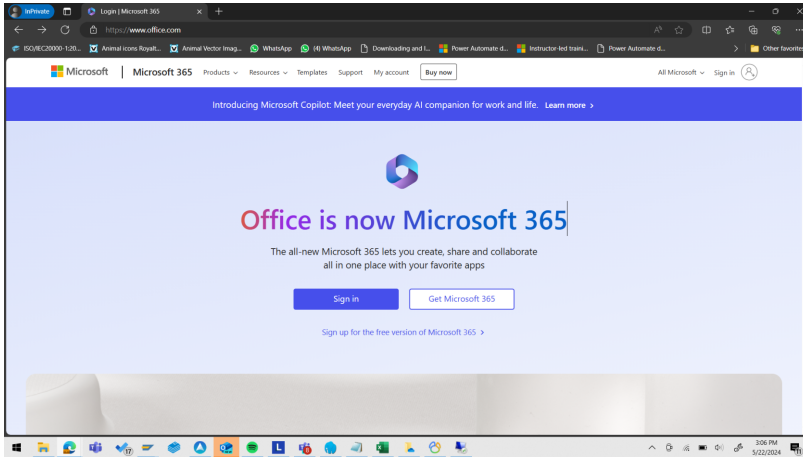 InPrivate
Login | Microsoft 365
https://www.office.com
ISO/IEC20000-1:20...
Animal icons Royalt...
Animal Vector Imag...
WhatsApp
(4) WhatsApp
Downloading and I...
Power Automate d...
Instructor-led traini...
Power Automate d...
Other favorites
Microsoft
Microsoft 365
Products
Resources
Templates
Support
My account
Buy now
All Microsoft
Sign in
Introducing Microsoft Copilot: Meet your everyday AI companion for work and life. Learn more >
Office is now Microsoft 365
The all-new Microsoft 365 lets you create, share and collaborate
all in one place with your favorite apps
Sign in
Get Microsoft 365
Sign up for the free version of Microsoft 365 >
17
L
3:06 PM
5/22/2024